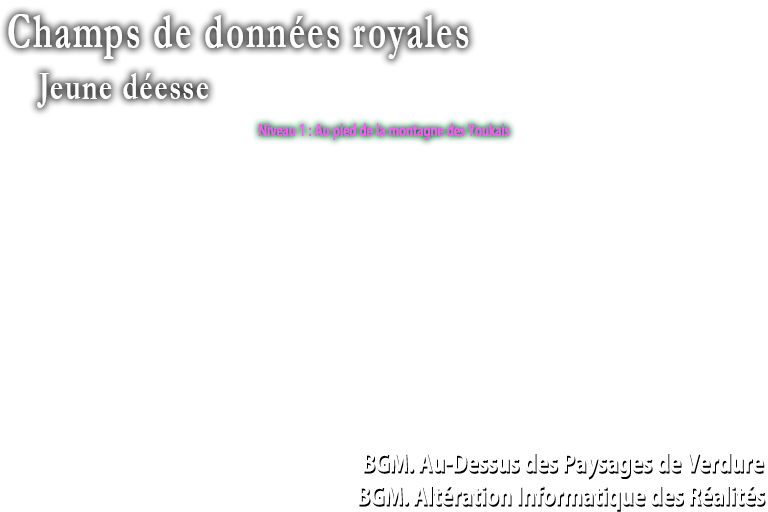 Champs de données royales
Jeune déesse
Niveau 1 : Au pied de la montagne des Youkais
BGM. Au-Dessus des Paysages de Verdure
BGM. Altération Informatique des Réalités